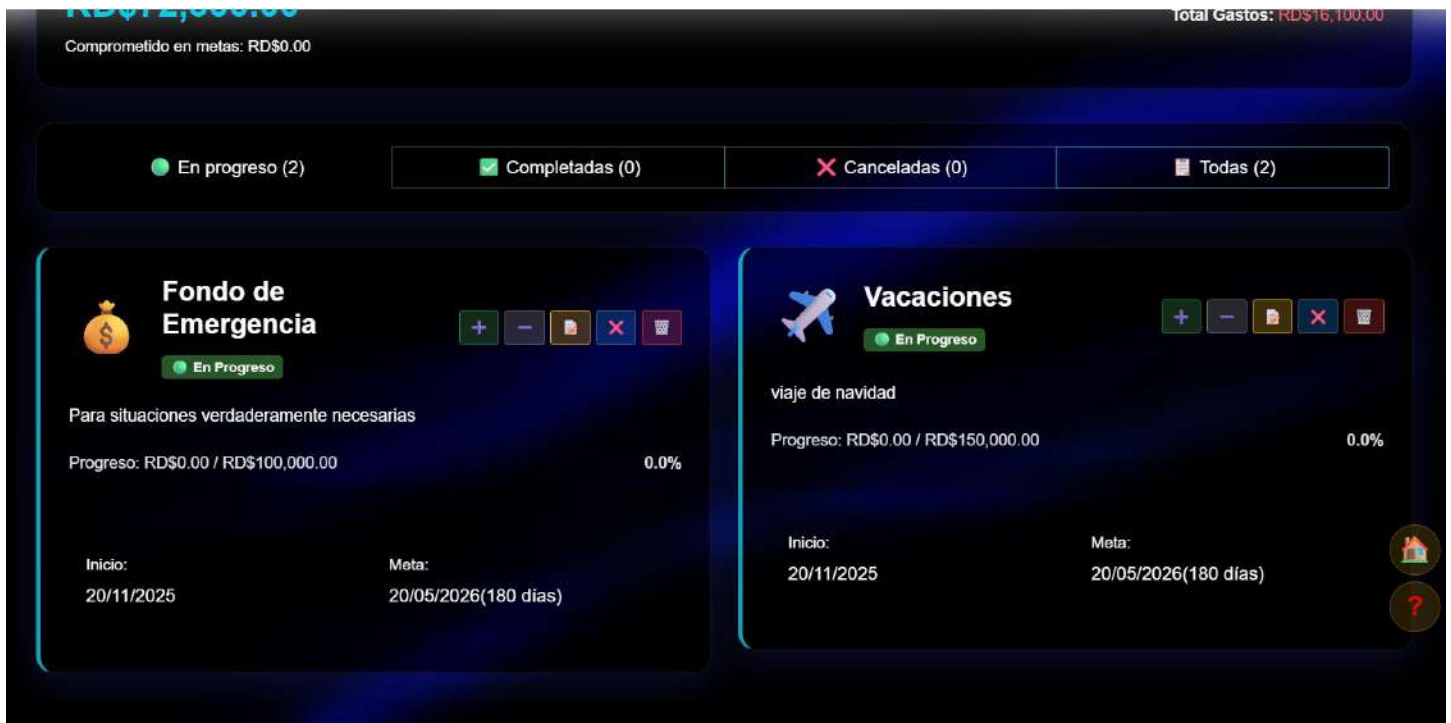 Total Gastos: RD$16,100.00
Comprometido en metas: RD$0.00
En progreso (2)
Completadas (0)
Canceladas (0)
Todas (2)
Fondo de
Emergencia
En Progreso
Para situaciones verdaderamente necesarias
Progreso: RD$0.00 / RD$100,000.00
0.0%
Inicio:
20/11/2025
Meta:
20/05/2026(180 días)
Vacaciones
En Progreso
viaje de navidad
Progreso: RD$0.00 / RD$150,000.00
0.0%
Inicio:
20/11/2025
Meta:
20/05/2026(180 días)